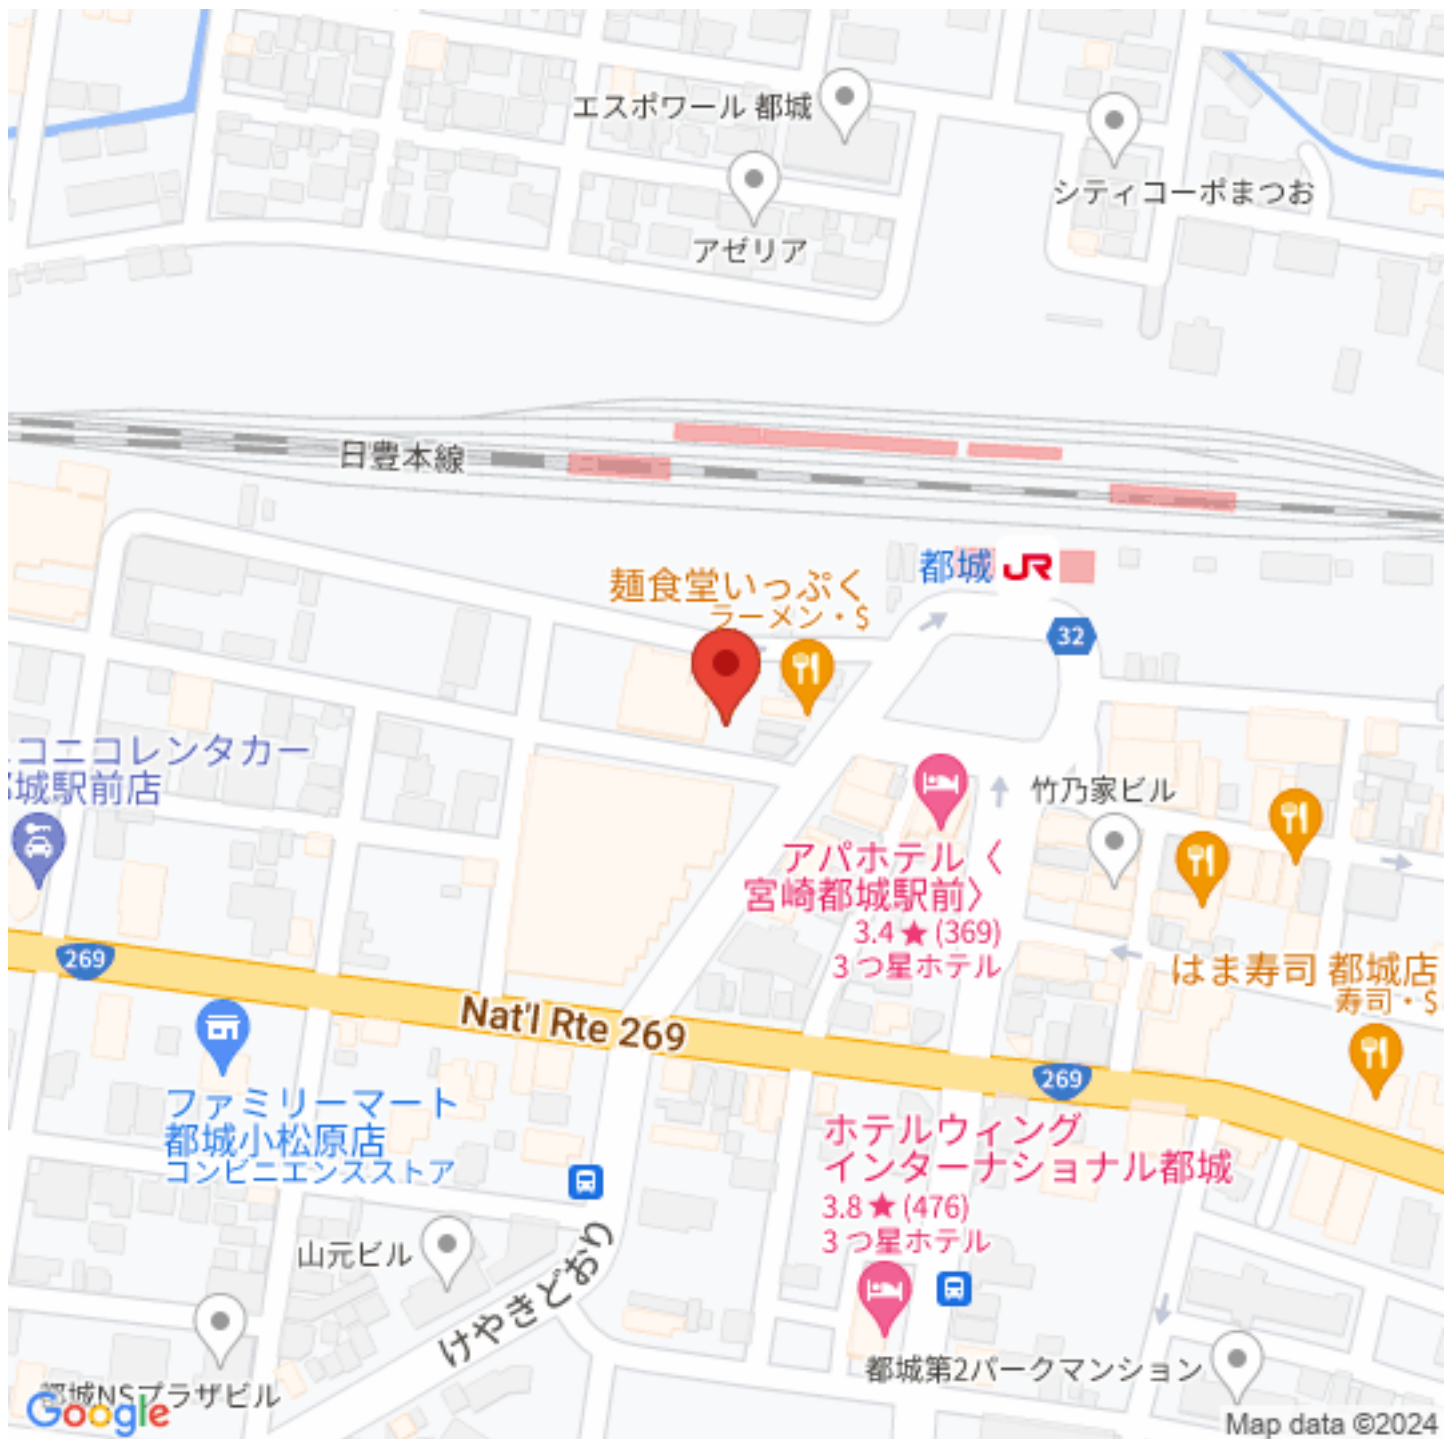 エスポワール 都城
シティコーポまつお
アゼリア
日豊本線
都城 JR
麺食堂いっぷく
ラーメン・$
32
コニコレンタカー
城駅前店
竹乃家ビル
アパホテル〈
宮崎都城駅前〉
3.4 ★ (369)
3つ星ホテル
269
はま寿司 都城店
寿司・$
Nat'l Rte 269
269
ファミリーマート
都城小松原店
コンビニエンスストア
ホテルウィング
インターナショナル都城
3.8 ★ (476)
3つ星ホテル
山元ビル
けやきどおり
都城第2パークマンション
都城NSプラザビル
Google
Map data ©2024